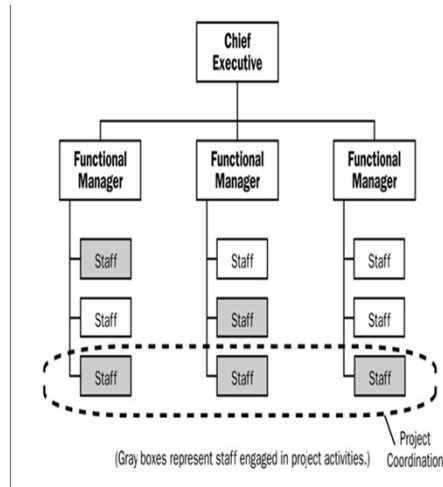 Chief
Executive
Functional
Manager
Functional
Manager
Functional
Manager
Staff
Staff
Staff
Staff
Staff
Staff
Staff
Staff
Staff
Project
Coordination
(Gray boxes represent staff engaged in project activities.)